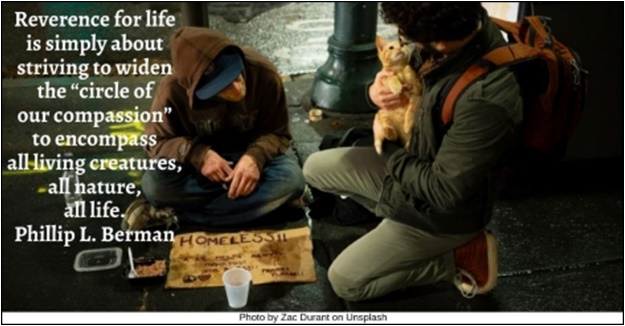 Reverence for life
is simply about
striving to widen
the “circle of
our compassion”
to encompass
all living creatures,
all nature,
all life.
Phillip L. Berman
HOMELESS!!
Photo by Zac Durant on Unsplash